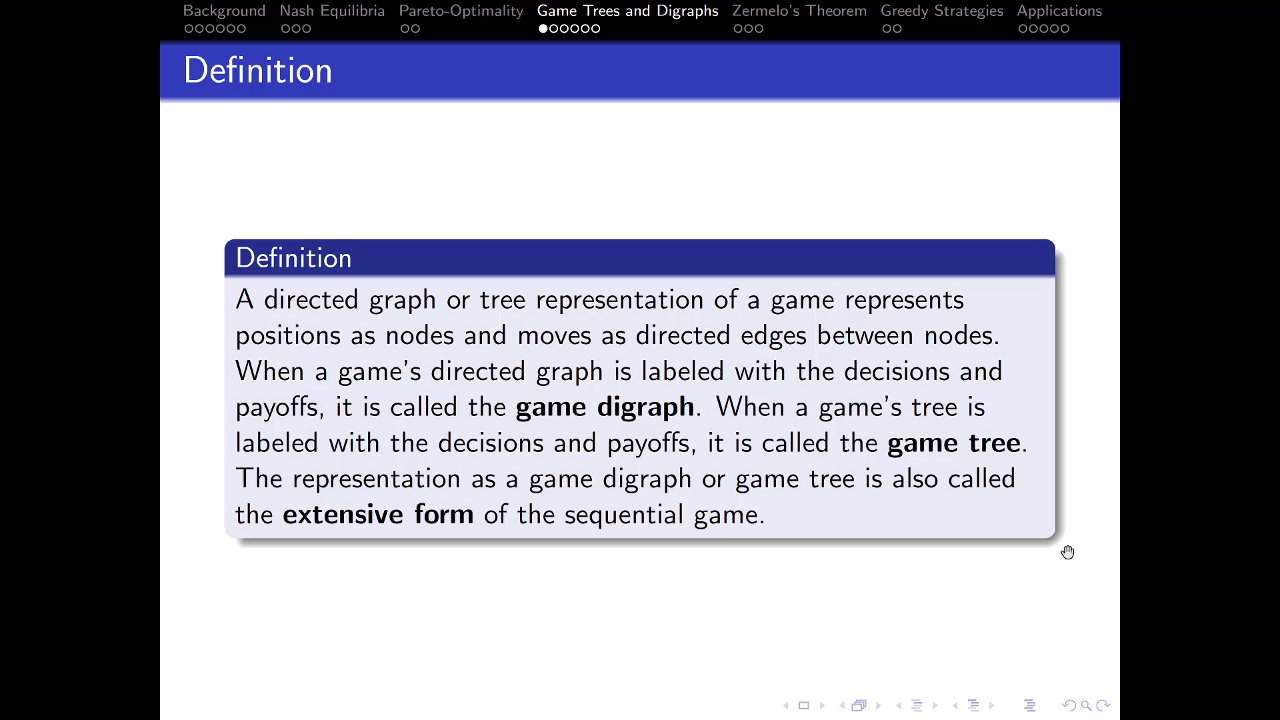 Background Nash Equilibria Pareto-Optimality Game Trees and Digraphs Zermelo's Theorem Greedy Strategies Applications
Definition
Definition
A directed graph or tree representation of a game represents
positions as nodes and moves as directed edges between nodes.
When a game's directed graph is labeled with the decisions and
payoffs, it is called the game digraph. When a game's tree is
labeled with the decisions and payoffs, it is called the game tree.
The representation as a game digraph or game tree is also called
the extensive form of the sequential game.